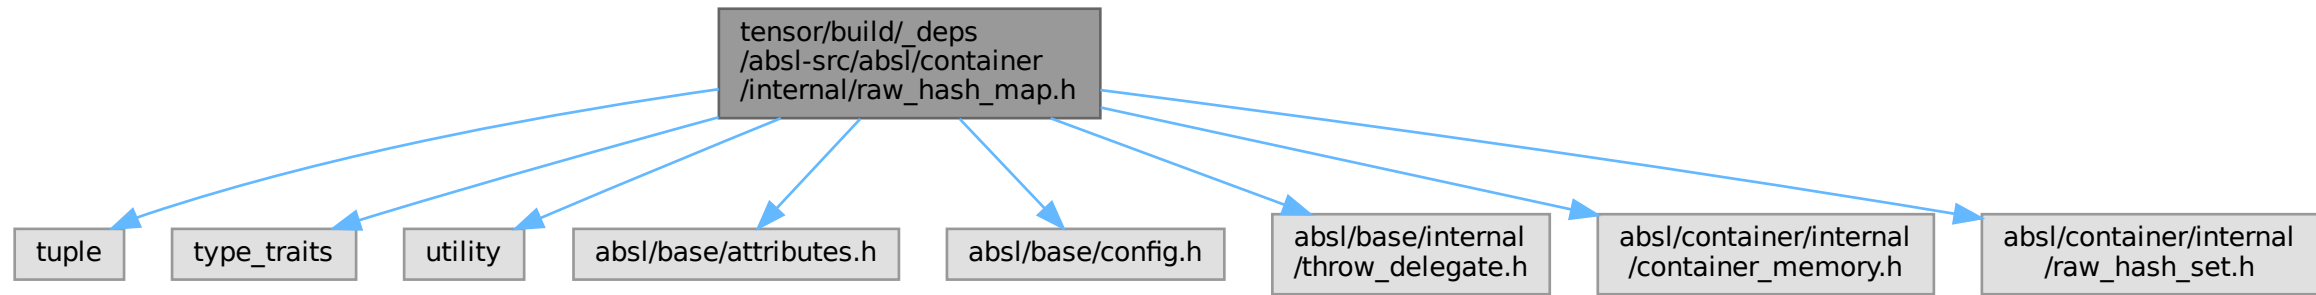 tensor/build/_deps
/absl-src/absl/container
/internal/raw_hash_map.h
tuple
type_traits
utility
absl/base/attributes.h
absl/base/config.h
absl/base/internal
/throw_delegate.h
absl/container/internal
/container_memory.h
absl/container/internal
/raw_hash_set.h